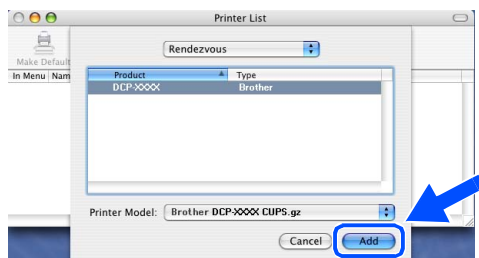 Printer List
Rendezvous
Make Default
In Menu Nam
Product Type
DCP-XXXX Brother
Printer Model: Brother DCP-XXXX CUPS.gz
Cancel Add